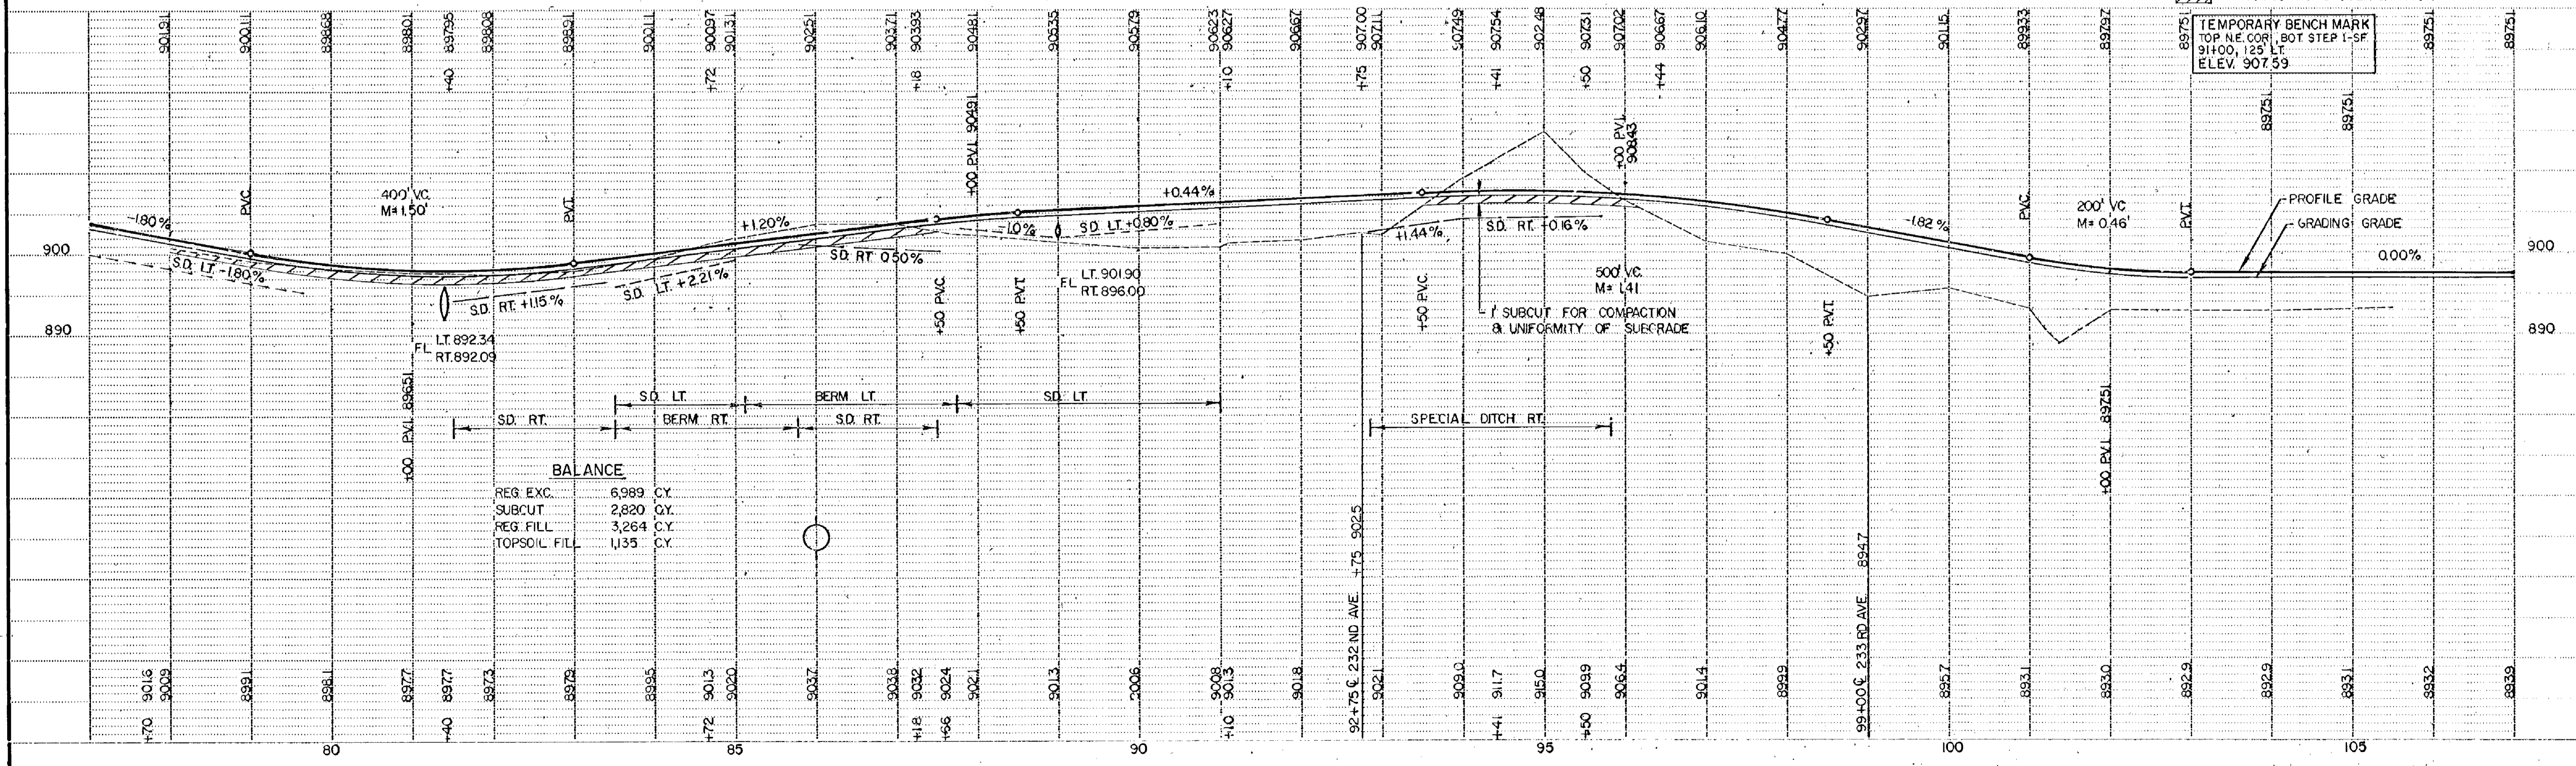 901.91
900.11
898.68
898.01
897.95
898.08
898.91
900.11
900.97
901.31
902.51
903.71
903.93
904.81
905.35
905.79
906.23
906.27
906.67
907.00
907.11
907.49
907.54
902.48
907.31
907.02
906.67
906.10
904.77
902.97
901.15
899.33
897.97
897.51
897.51
897.51
897.51
897.51
+40
+72
+18
+10
+75
+41
+50
+44
TEMPORARY BENCH MARK
TOP N.E. COR., BOT STEP 1-SF
91+00, 125' LT.
ELEV. 907.59
+00 P.V.I. 904.91
+00 P.V.I.
908.43
-1.80%
P.V.C.
400' V.C.
M=1.50'
P.V.T.
+1.20%
+0.44%
-1.0%
S.D. LT +0.80%
+1.44%
S.D. RT. +0.16%
-1.82%
P.V.C.
200' VC
M=0.46'
P.V.T.
PROFILE GRADE
GRADING GRADE
0.00%
900
900
S.D. LT -1.80%
S.D. RT. +1.15%
S.D. LT. +2.21%
S.D. RT 0.50%
+50 P.V.C.
+50 P.V.T.
FL
LT. 901.90
RT. 896.00
+50 P.V.C.
500' V.C.
M= 1.41
1' SUBCUT FOR COMPACTION
& UNIFORMITY OF SUBGRADE
+50 P.V.T.
890
890
FL
LT. 892.34
RT. 892.09
+00 P.V.I. 896.51
+00 P.V.I. 897.51
S.D. LT.
BERM LT.
S.D. LT.
S.D. RT.
BERM RT.
S.D. RT.
SPECIAL DITCH RT.
BALANCE
REG. EXC. 6,989 C.Y.
SUBCUT 2,820 C.Y.
REG. FILL 3,264 C.Y.
TOPSOIL FILL 1,135 C.Y.
92+75 ℄ 232 ND AVE. +75 902.5
99+00 ℄ 233 RD AVE. 894.7
901.6
900.9
899.1
898.1
897.7
897.7
897.3
897.9
899.5
901.3
902.0
903.7
903.8
903.2
902.4
902.1
901.3
200.6
900.8
901.3
901.8
902.1
909.0
911.7
915.0
909.9
906.4
901.4
899.9
895.7
893.1
893.0
892.9
892.9
893.1
893.2
893.9
+70
+40
+72
+18
+66
+10
+41
+50
80
85
90
95
100
105